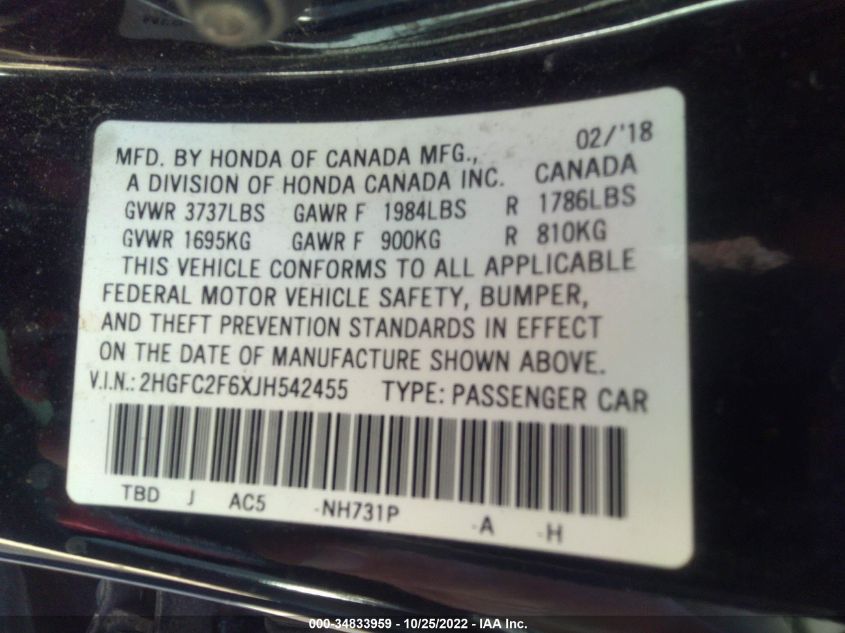 02/'18
MFD. BY HONDA OF CANADA MFG.,
A DIVISION OF HONDA CANADA INC. CANADA
GVWR 3737LBS GAWR F 1984LBS R 1786LBS
GVWR 1695KG GAWR F 900KG R 810KG
THIS VEHICLE CONFORMS TO ALL APPLICABLE
FEDERAL MOTOR VEHICLE SAFETY, BUMPER,
AND THEFT PREVENTION STANDARDS IN EFFECT
ON THE DATE OF MANUFACTURE SHOWN ABOVE.
V.I.N.: 2HGFC2F6XJH542455 TYPE: PASSENGER CAR
TBD J AC5 -NH731P -A -H
000-34833959 - 10/25/2022 - IAA Inc.